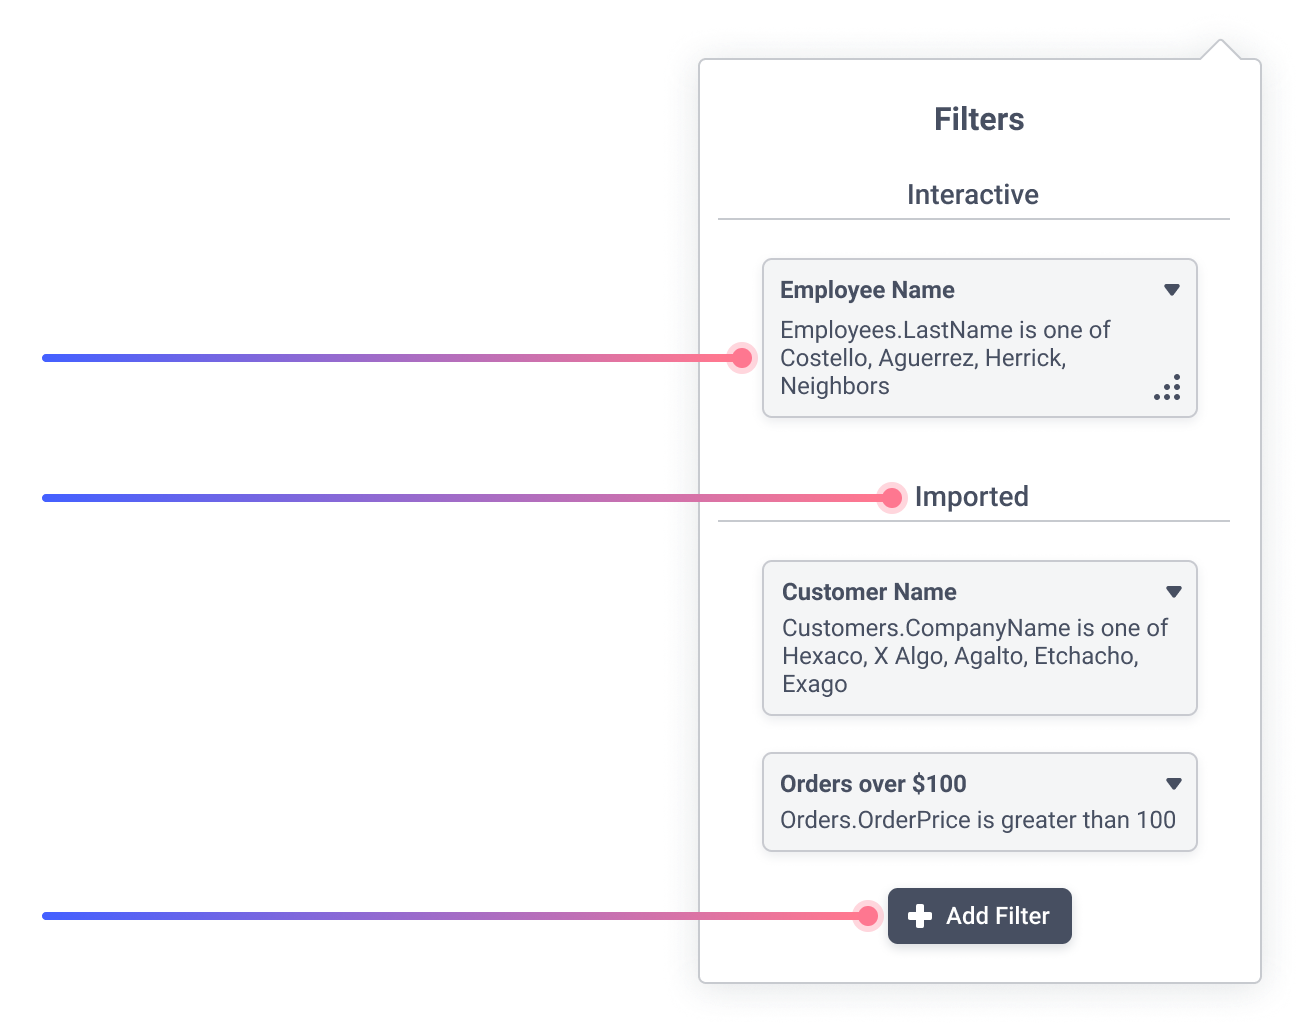 Filters
Interactive
Employee Name
Employees.LastName is one of
Costello, Aguerrez, Herrick,
Neighbors
Imported
Customer Name
Customers.CompanyName is one of
Hexaco, X Algo, Agalto, Etchacho,
Exago
Orders over $100
Orders.OrderPrice is greater than 100
Add Filter